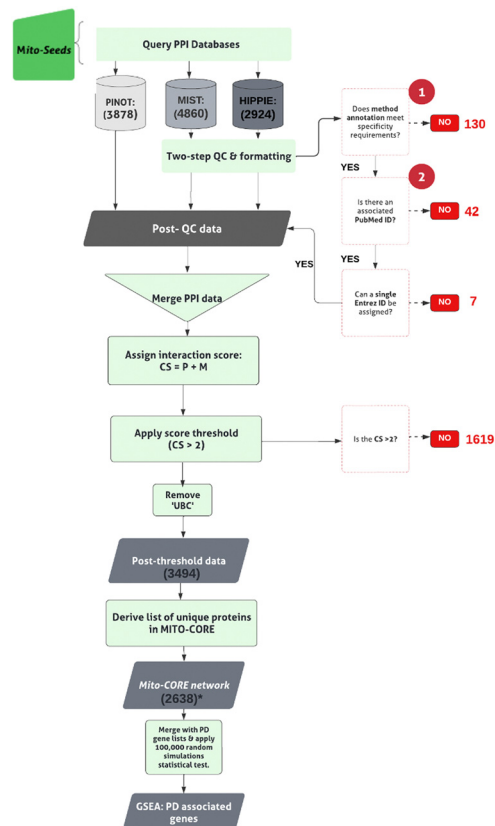 Mito-Seeds
Query PPI Databases
PINOT:
(3878)
MIST:
(4860)
HIPPIE:
(2924)
Two-step QC & formatting
1
Does method
annotation meet
specificity
requirements?
NO
130
YES
2
Is there an
associated
PubMed ID?
NO
42
YES
Can a single
Entrez ID be
assigned?
NO
7
YES
Post- QC data
Merge PPI data
Assign interaction score:
CS = P + M
Apply score threshold
(CS > 2)
Is the CS >2?
NO
1619
Remove
'UBC'
Post-threshold data
(3494)
Derive list of unique proteins
in MITO-CORE
Mito-CORE network
(2638)*
Merge with PD
gene lists & apply
100,000 random
simulations
statistical test.
GSEA: PD associated
genes